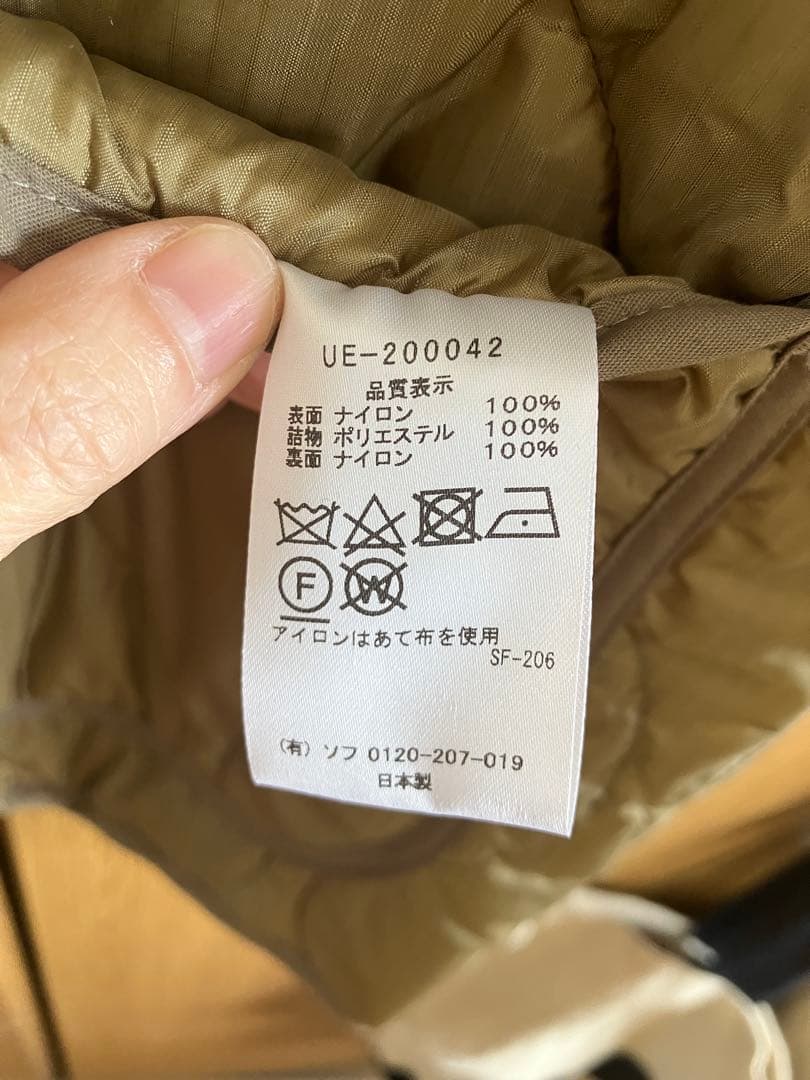 UE-200042
品質表示
表面 ナイロン 100%
詰物 ポリエステル 100%
裏面 ナイロン 100%
F W
アイロンはあて布を使用
SF-206
(有) ソフ 0120-207-019
日本製